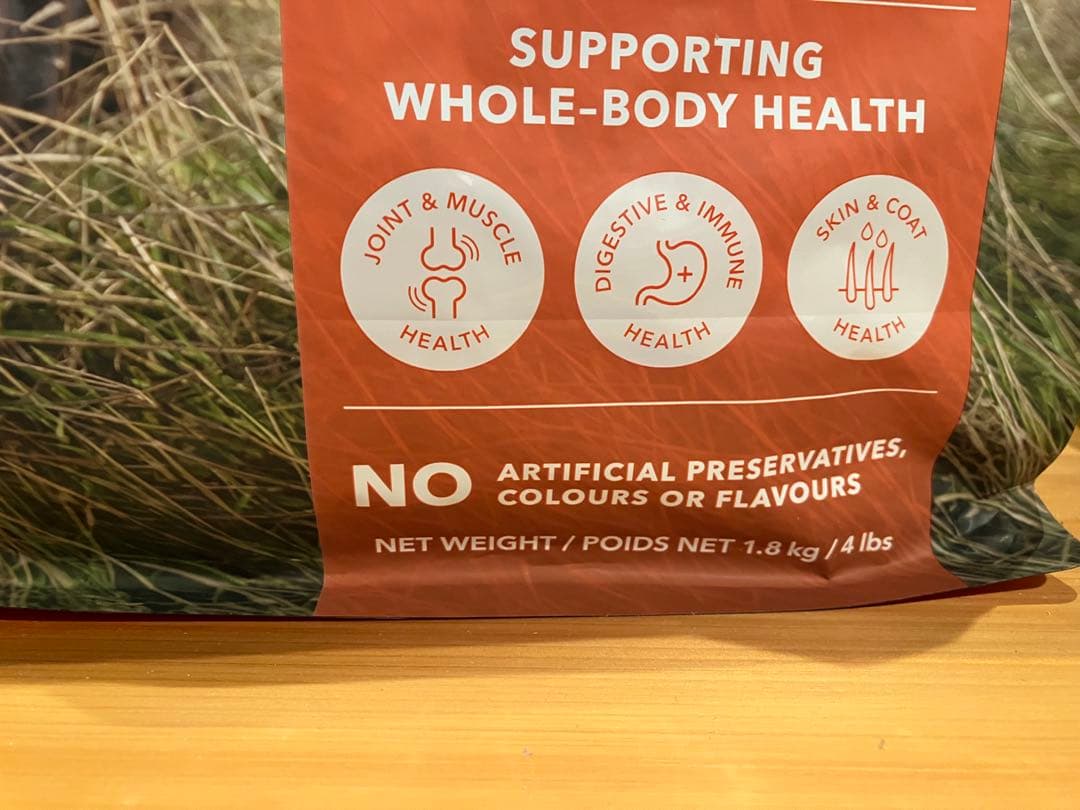 SUPPORTING
WHOLE-BODY HEALTH
JOINT & MUSCLE
HEALTH
DIGESTIVE & IMMUNE
HEALTH
SKIN & COAT
HEALTH
NO ARTIFICIAL PRESERVATIVES,
COLOURS OR FLAVOURS
NET WEIGHT / POIDS NET 1.8 kg / 4 lbs